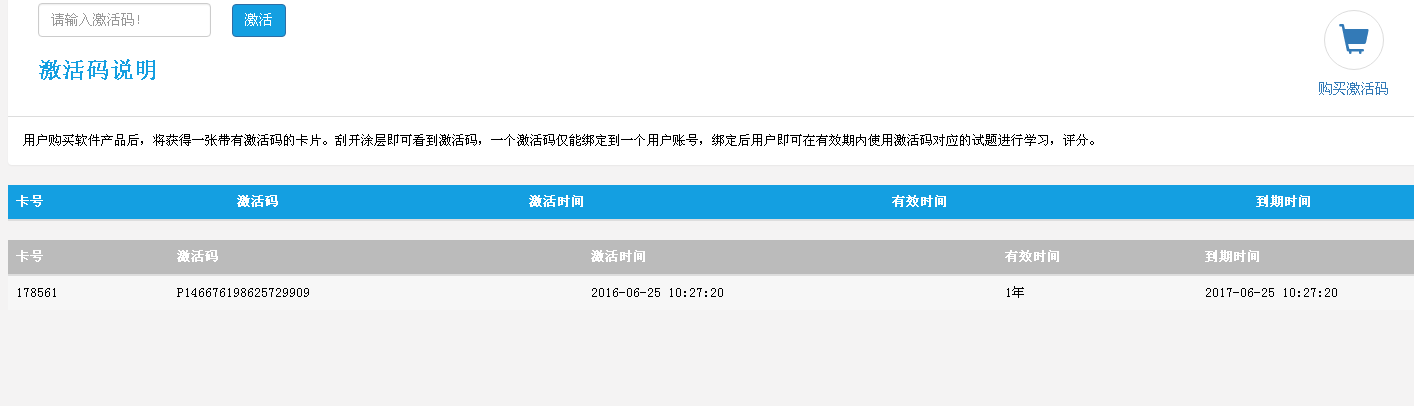 请输入激活码! 激活
激活码说明
购买激活码
用户购买软件产品后，将获得一张带有激活码的卡片。刮开涂层即可看到激活码，一个激活码仅能绑定到一个用户账号，绑定后用户即可在有效期内使用激活码对应的试题进行学习，评分。
卡号 激活码 激活时间 有效时间 到期时间
卡号 激活码 激活时间 有效时间 到期时间
178561 P146676198625729909 2016-06-25 10:27:20 1年 2017-06-25 10:27:20